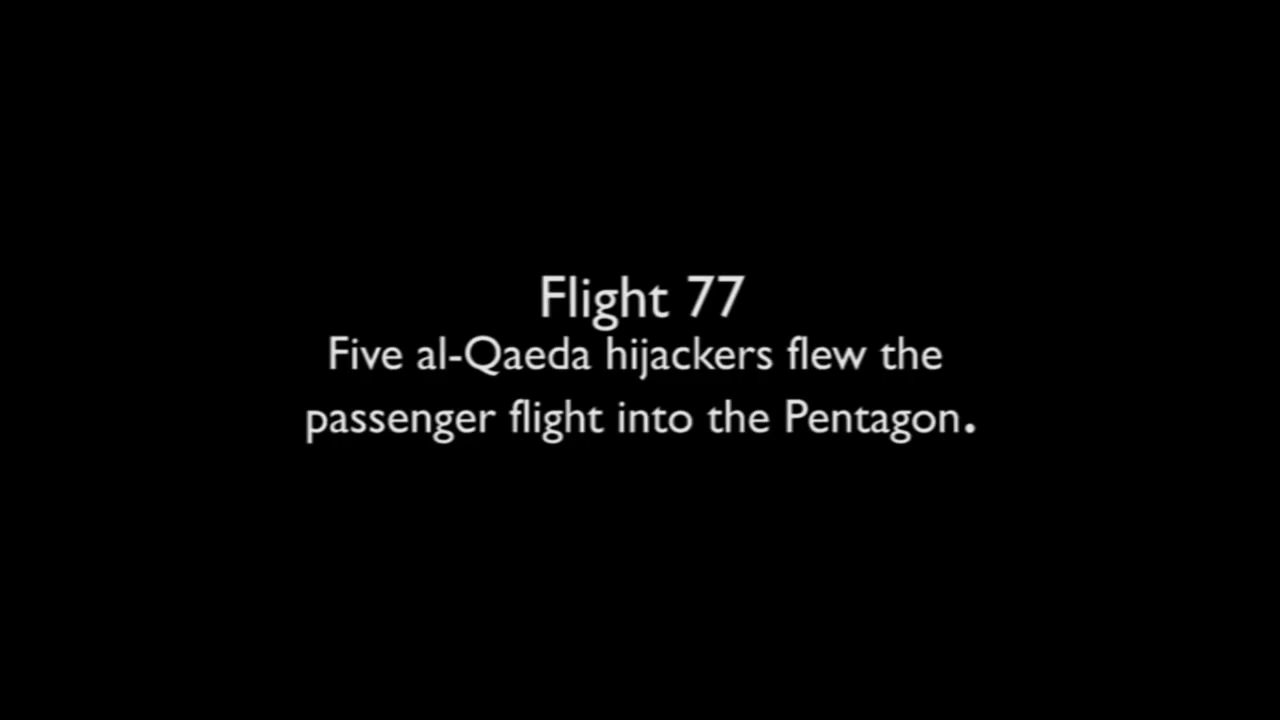 Flight 77
Five al-Qaeda hijackers flew the
passenger flight into the Pentagon.